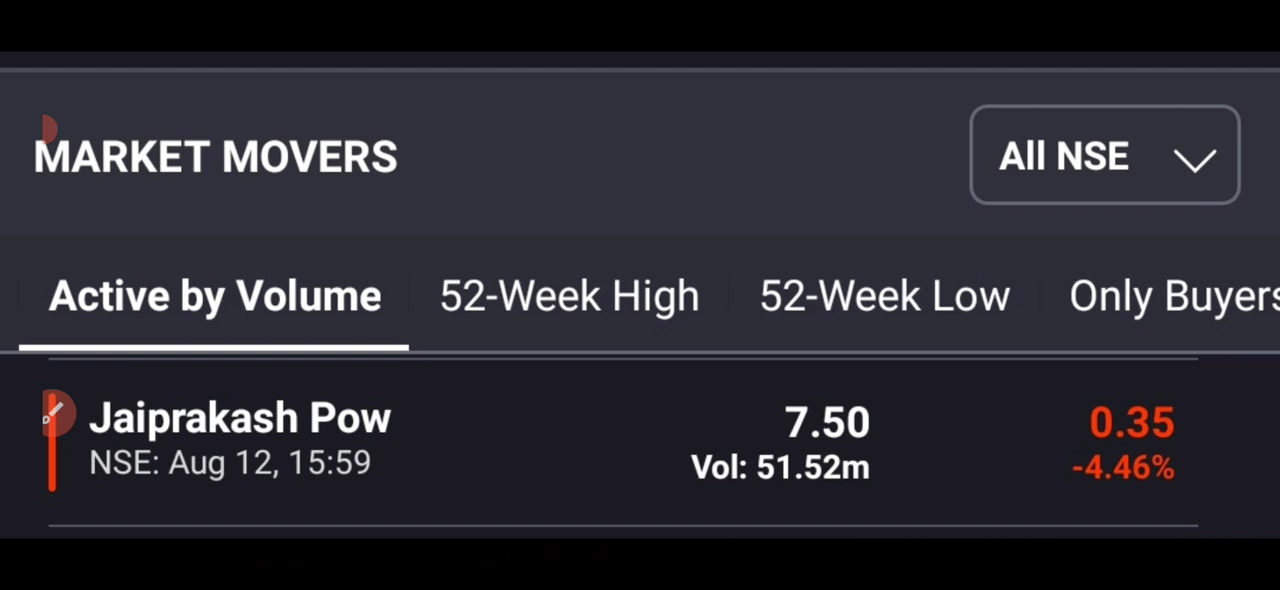 MARKET MOVERS
All NSE
Active by Volume 52-Week High 52-Week Low Only Buyers
Jaiprakash Pow 7.50 0.35
NSE: Aug 12, 15:59 Vol: 51.52m -4.46%